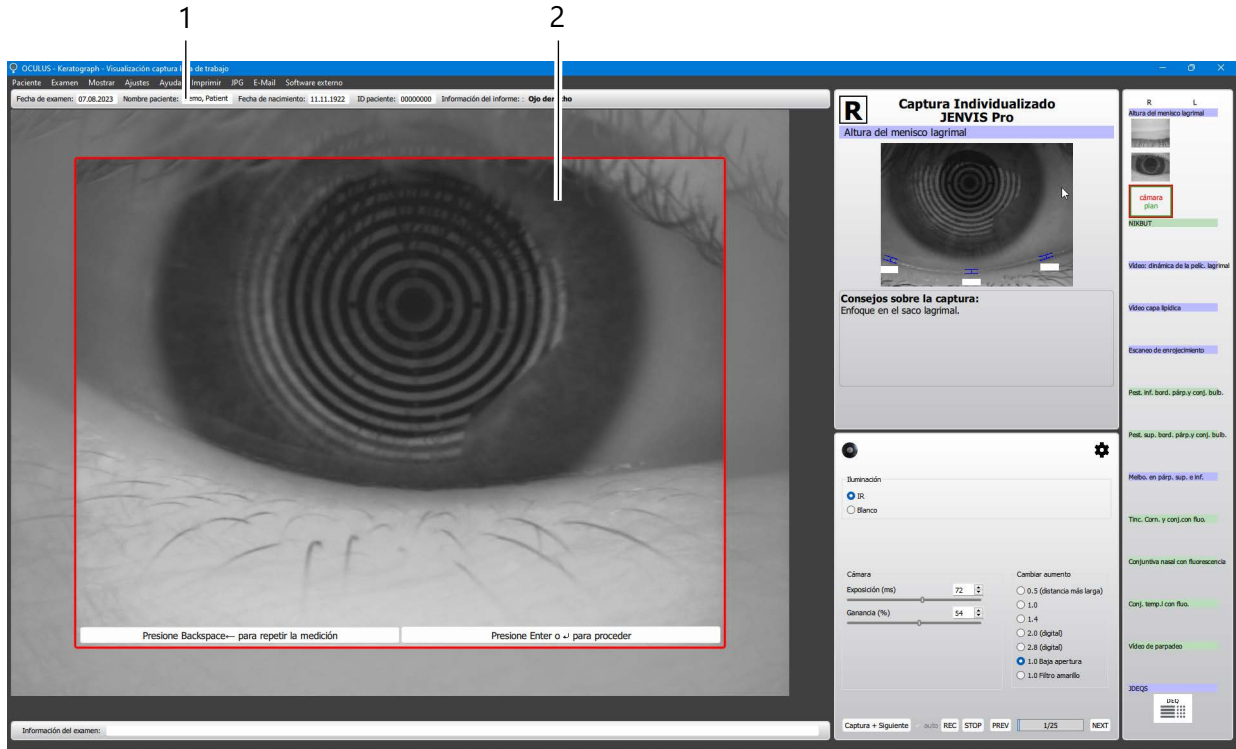 1
2
OCULUS - Keratograph - Visualización captura
de trabajo
Paciente Examen Mostrar Ajustes Ayuda Imprimir JPG E-Mail Software externo
Fecha de examen: 07.08.2023 Nombre paciente: Patient Fecha de nacimiento: 11.11.1922 ID paciente: 00000000 Información del informe: : Ojo derecho
R
Captura Individualizado
JENVIS Pro
Altura del menisco lagrimal
Consejos sobre la captura:
Enfoque en el saco lagrimal.
Presione Backspace← para repetir la medición
Presione Enter o ↵ para proceder
Información del examen:
Iluminación
IR
Blanco
Cámara
Exposición (ms) 72
Ganancia (%) 54
Cambiar aumento
0.5 (distancia más larga)
1.0
1.4
2.0 (digital)
2.8 (digital)
1.0 Baja apertura
1.0 Filtro amarillo
Captura + Siguiente auto REC STOP PREV 1/25 NEXT
R L
Altura del menisco lagrimal
cámara
plan
NIKBUT
Vídeo: dinámica de la pelíc. lagrimal
Vídeo capa lipídica
Escaneo de enrojecimiento
Pest. inf. bord. párp.y conj. bulb.
Pest. sup. bord. párp.y conj. bulb.
Meibo. en párp. sup. e inf.
Tinc. Corn. y conj.con fluo.
Conjuntiva nasal con fluorescencia
Conj. temp.l con fluo.
Vídeo de parpadeo
JDEQS
DEQ